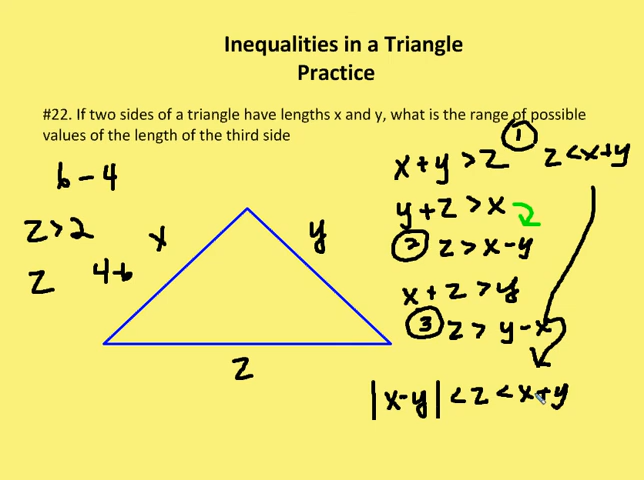 Inequalities in a Triangle
Practice
#22. If two sides of a triangle have lengths x and y, what is the range of possible
values of the length of the third side
6 - 4
z > 2
z 4-6
x
y
z
x + y > z ① z < x + y
y + z > x
② z > x - y
x + z > y
③ z > y - x
|x - y| < z < x + y